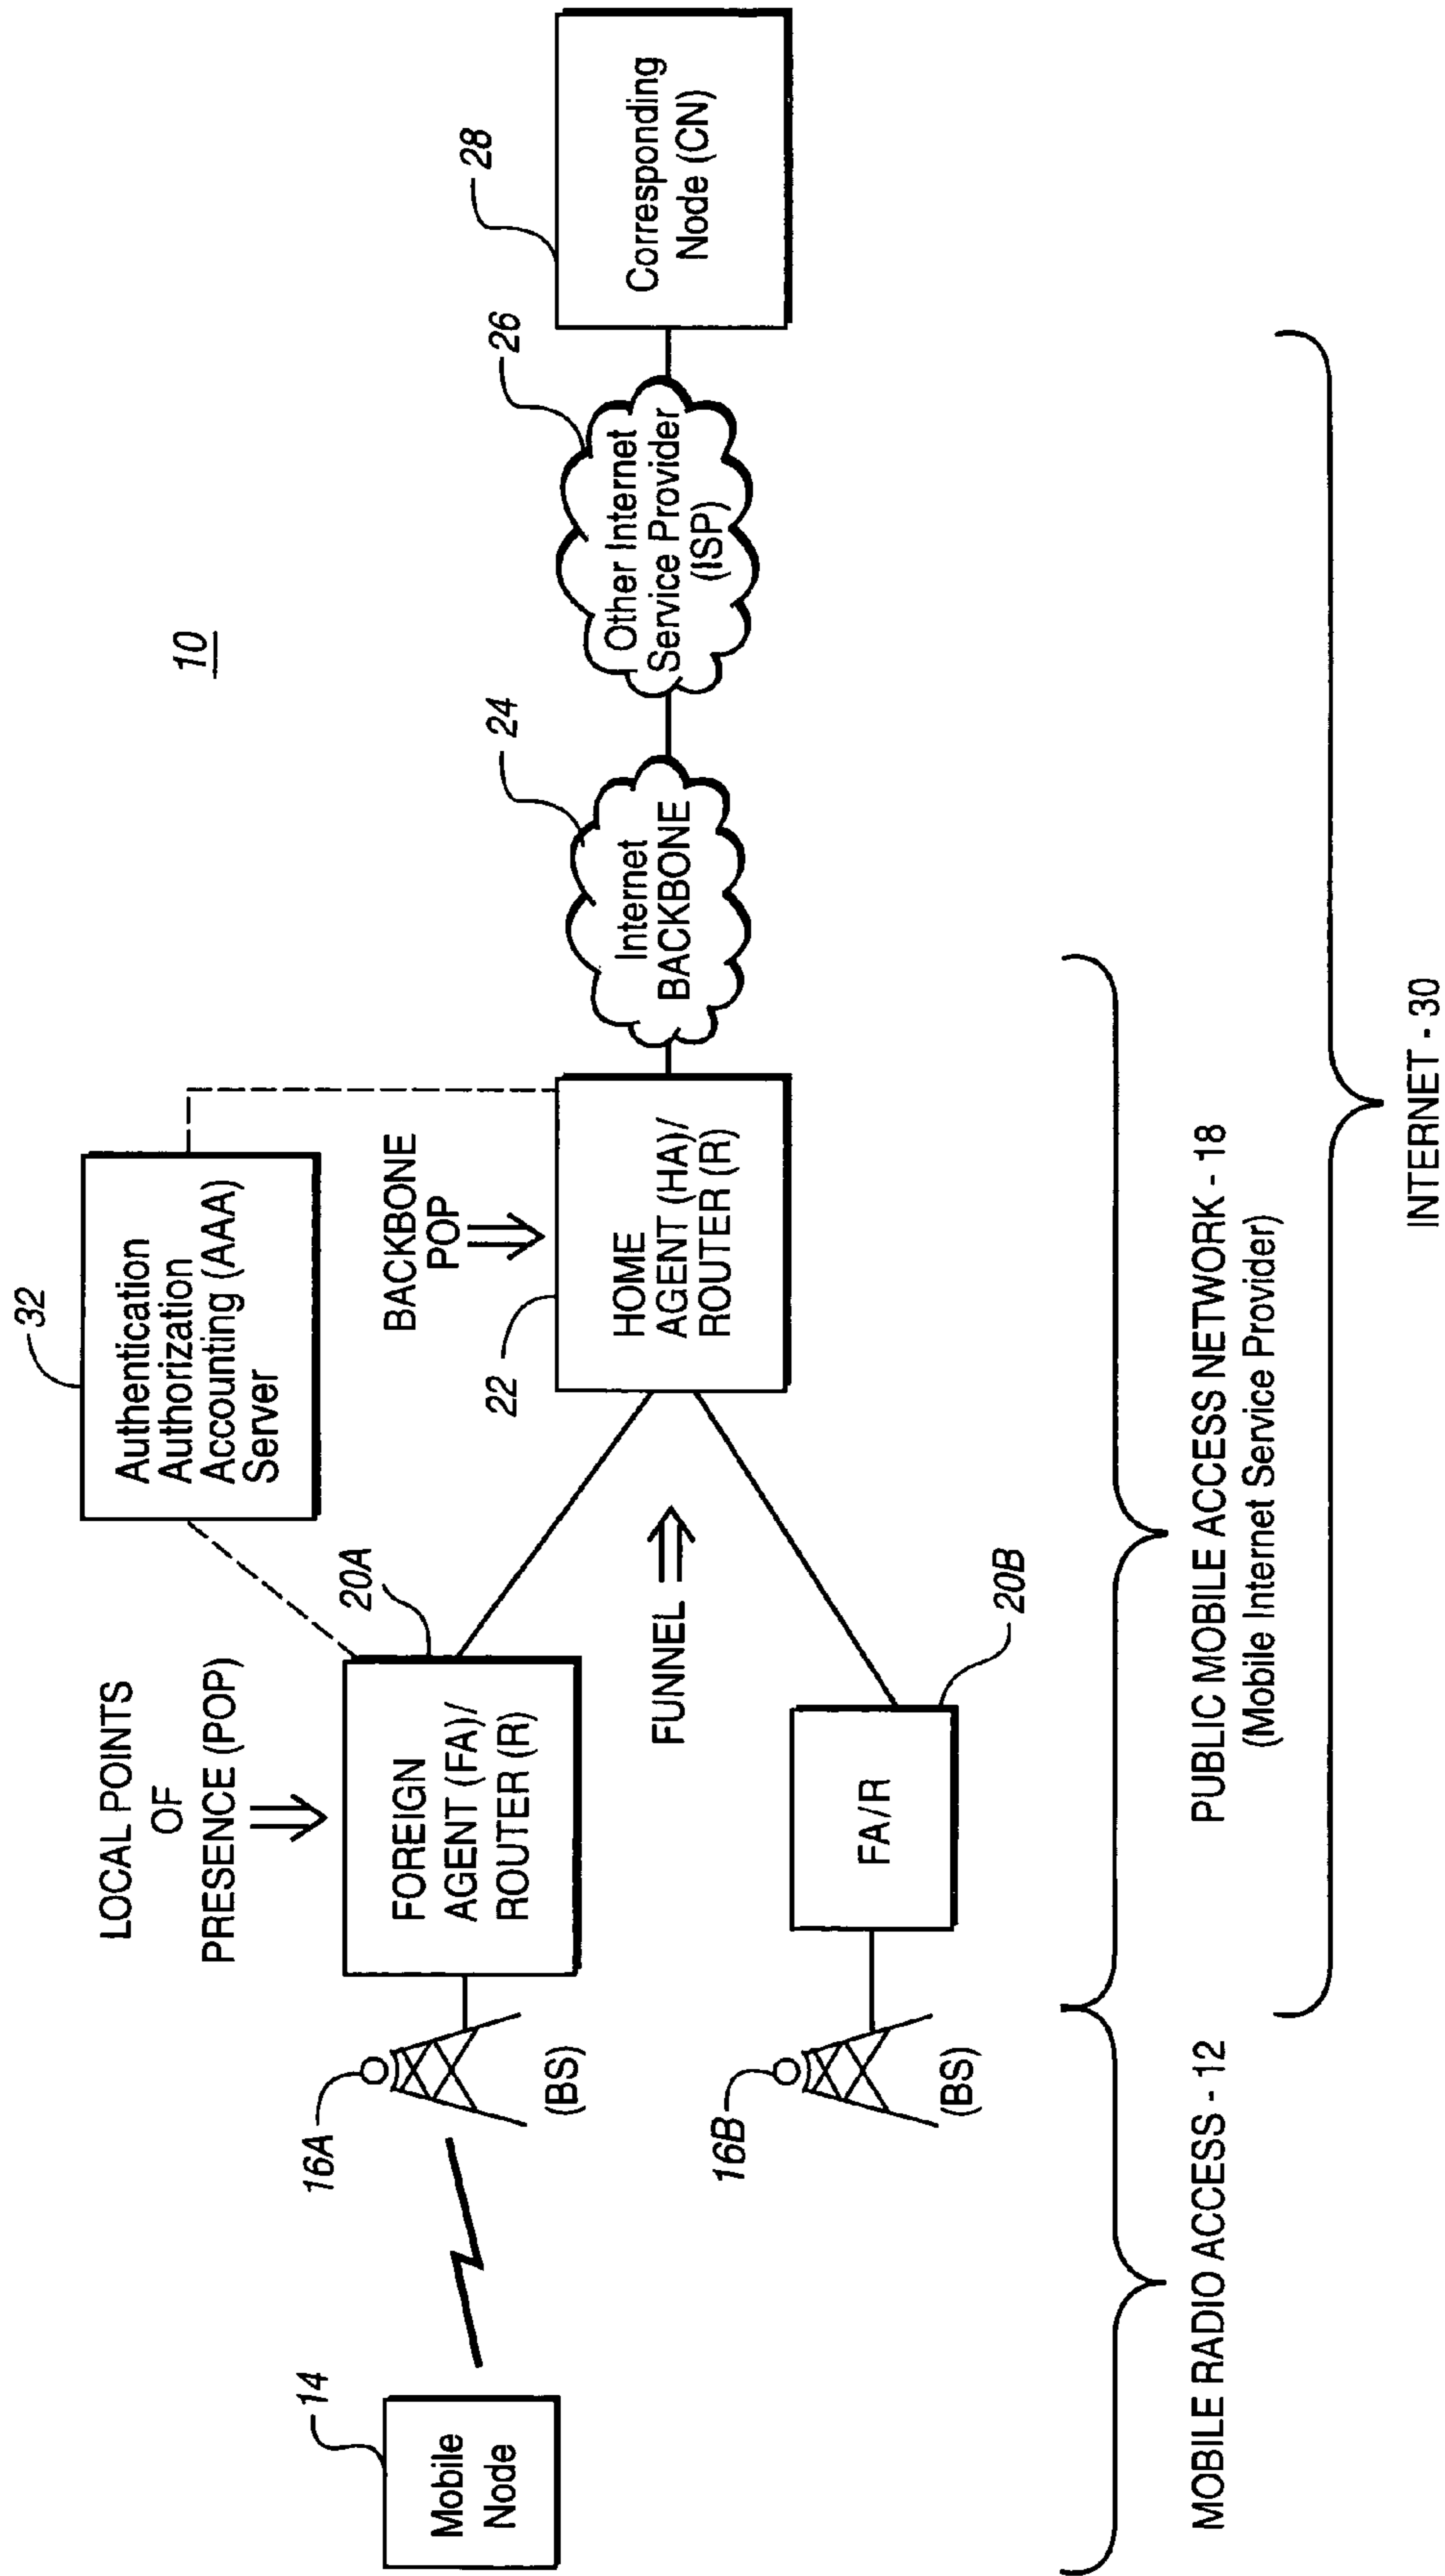 10
32
Authentication
Authorization
Accounting (AAA)
Server
LOCAL POINTS
OF
PRESENCE (POP)
20A
FOREIGN
AGENT (FA)/
ROUTER (R)
BACKBONE
POP
22
HOME
AGENT (HA)/
ROUTER (R)
24
Internet
BACKBONE
26
Other Internet
Service Provider
(ISP)
28
Corresponding
Node (CN)
14
Mobile
Node
16A
(BS)
FUNNEL
16B
(BS)
FA/R
20B
MOBILE RADIO ACCESS - 12
PUBLIC MOBILE ACCESS NETWORK - 18
(Mobile Internet Service Provider)
INTERNET - 30